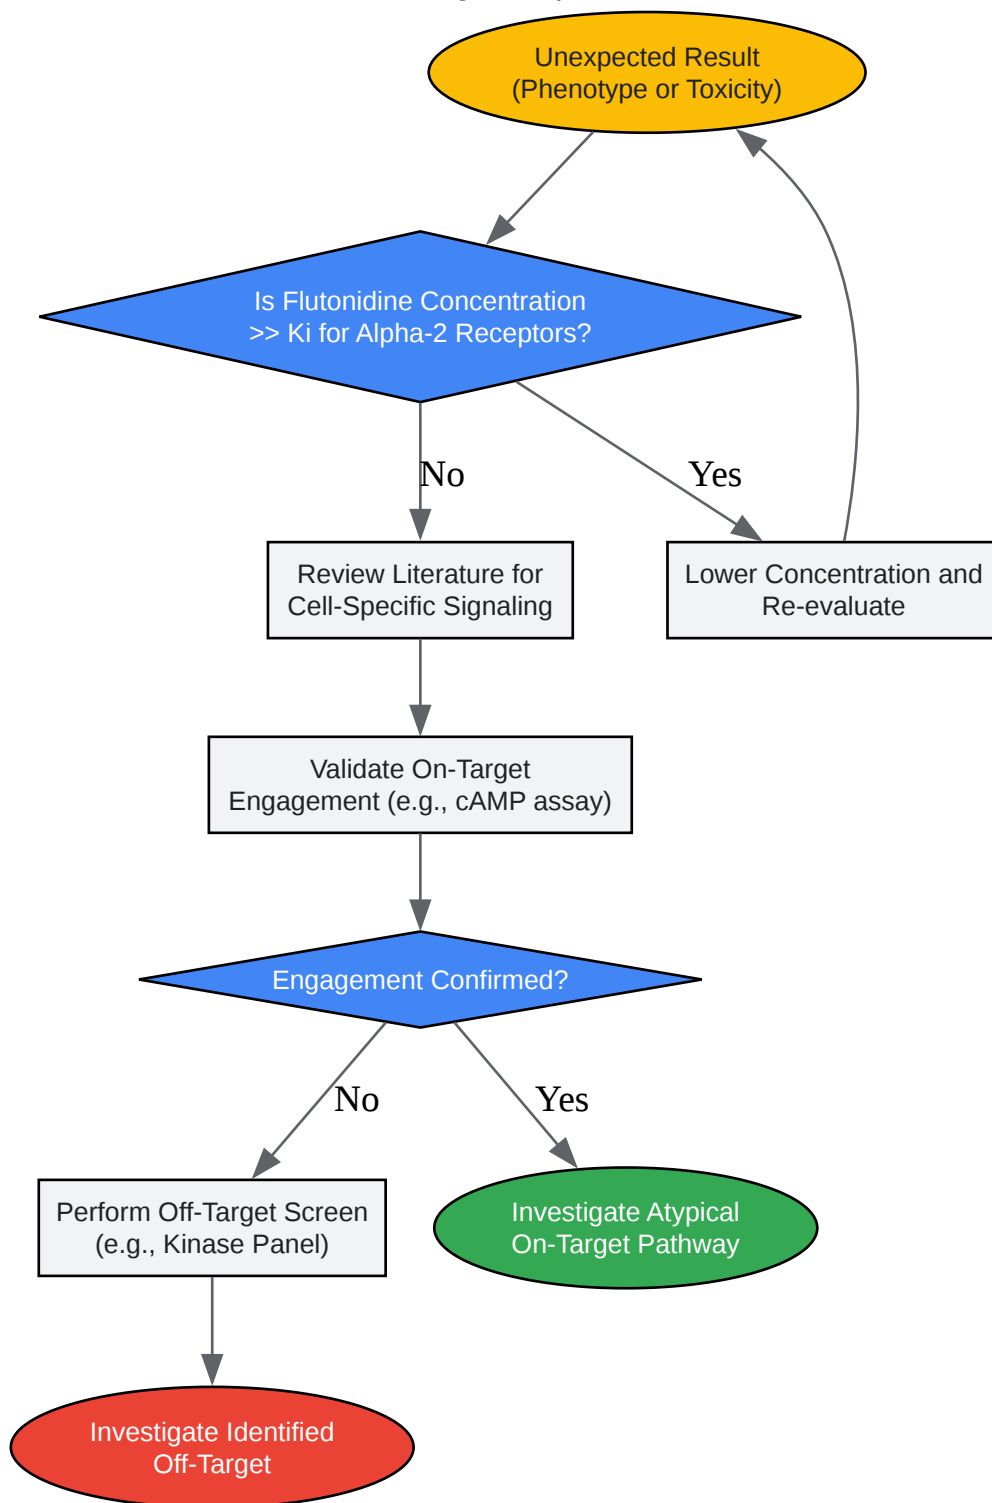 Unexpected Result
(Phenotype or Toxicity)
Is Flutonidine Concentration
>> Ki for Alpha-2 Receptors?
No
Yes
Review Literature for
Cell-Specific Signaling
Lower Concentration and
Re-evaluate
Validate On-Target
Engagement (e.g., cAMP assay)
Engagement Confirmed?
No
Yes
Perform Off-Target Screen
(e.g., Kinase Panel)
Investigate Atypical
On-Target Pathway
Investigate Identified
Off-Target